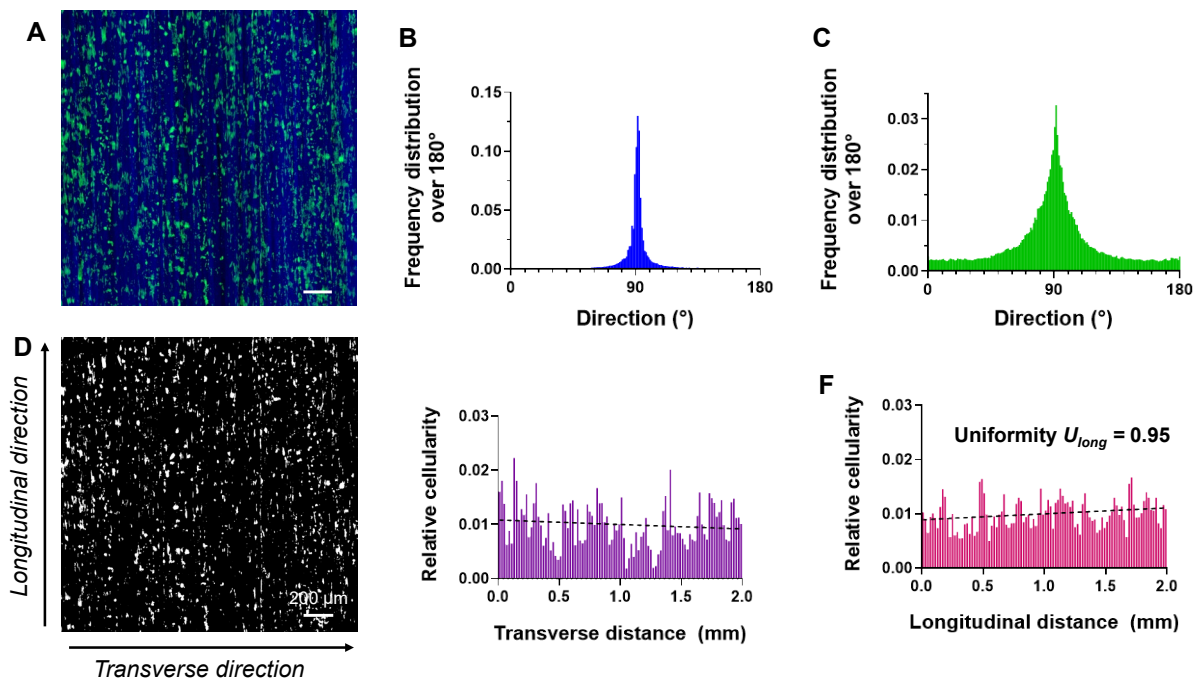 A
B
Frequency distribution
over 180°
0.15
0.10
0.05
0.00
0
90
180
Direction (°)
C
Frequency distribution
over 180°
0.03
0.02
0.01
0.00
0
90
180
Direction (°)
D
Longitudinal direction
200 µm
Transverse direction
Relative cellularity
0.03
0.02
0.01
0.00
0.0
0.5
1.0
1.5
2.0
Transverse distance (mm)
F
Relative cellularity
0.03
0.02
0.01
0.00
Uniformity Ulong = 0.95
0.0
0.5
1.0
1.5
2.0
Longitudinal distance (mm)